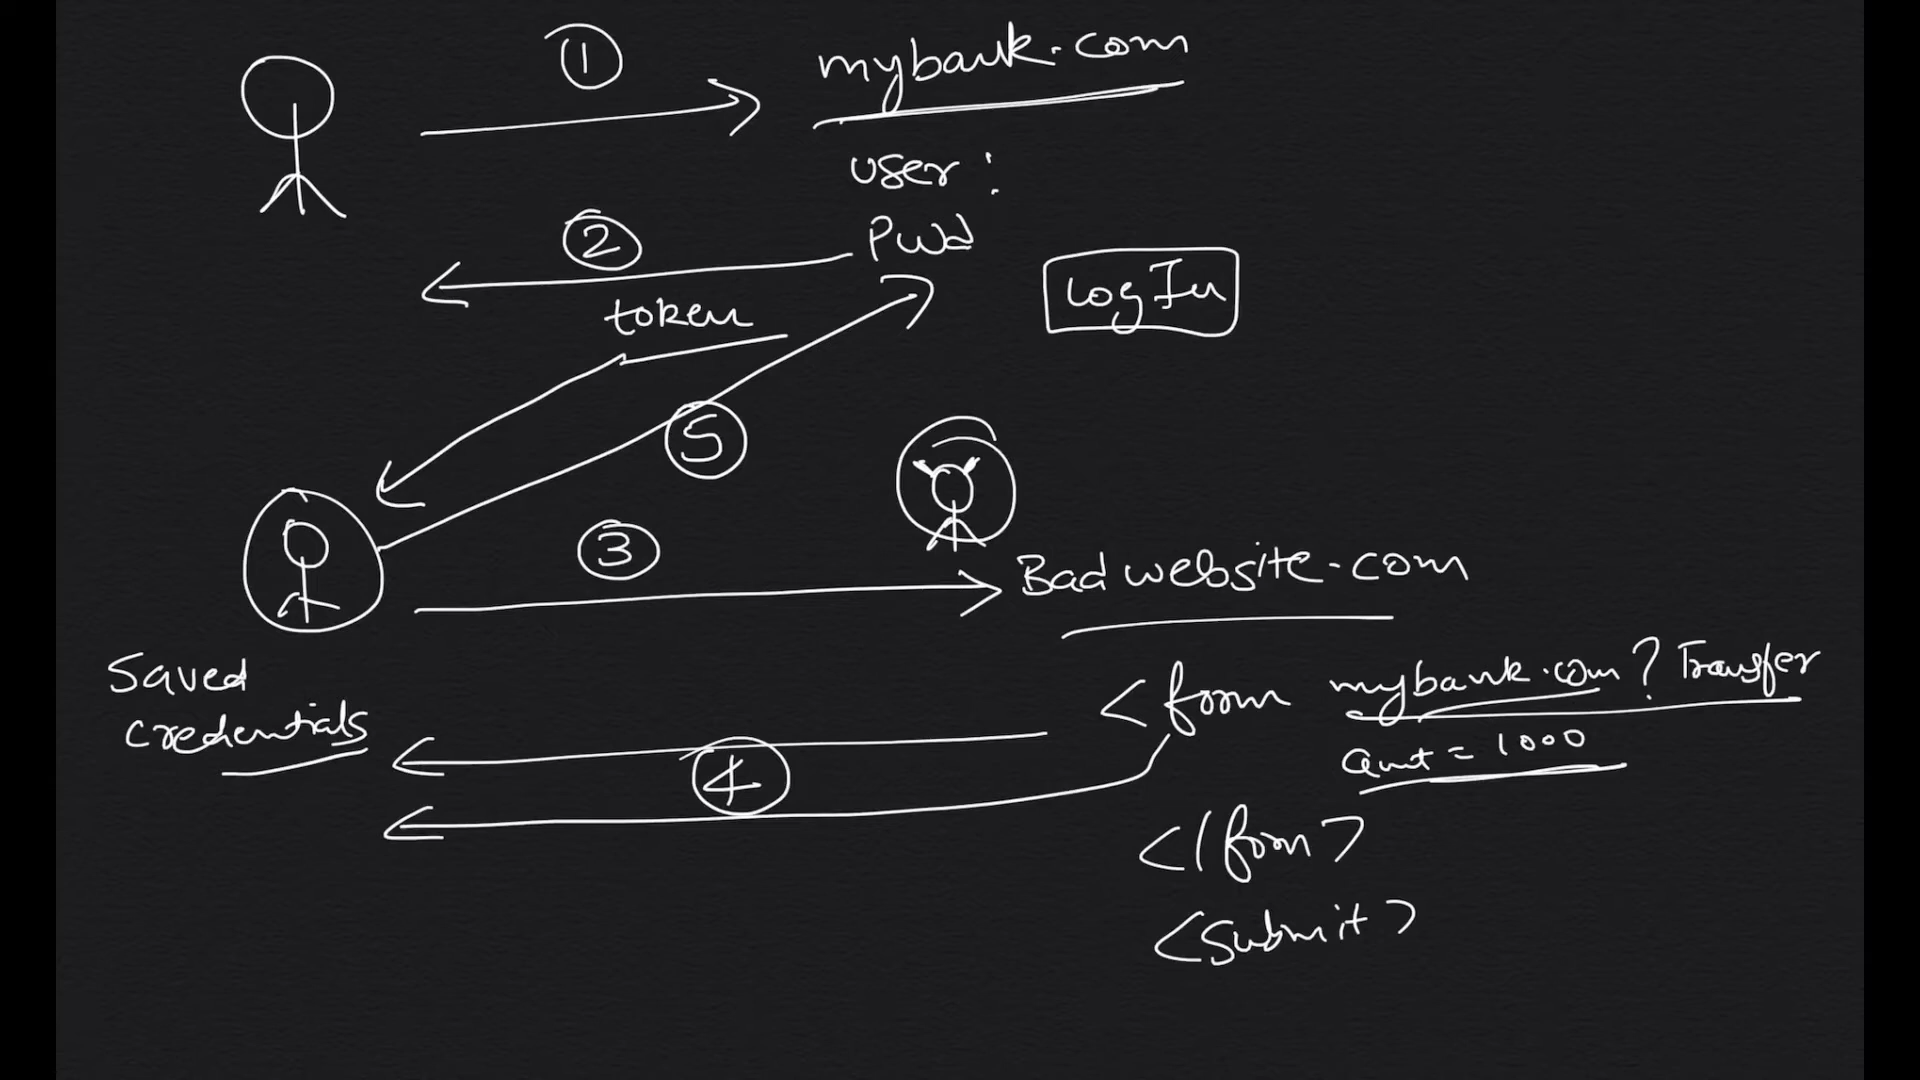 1
mybank.com
user :
Pwd
2
Log In
token
5
3
Bad website.com
Saved
credentials
<form mybank.com? Transfer
amt = 1000
4
</form>
<submit>